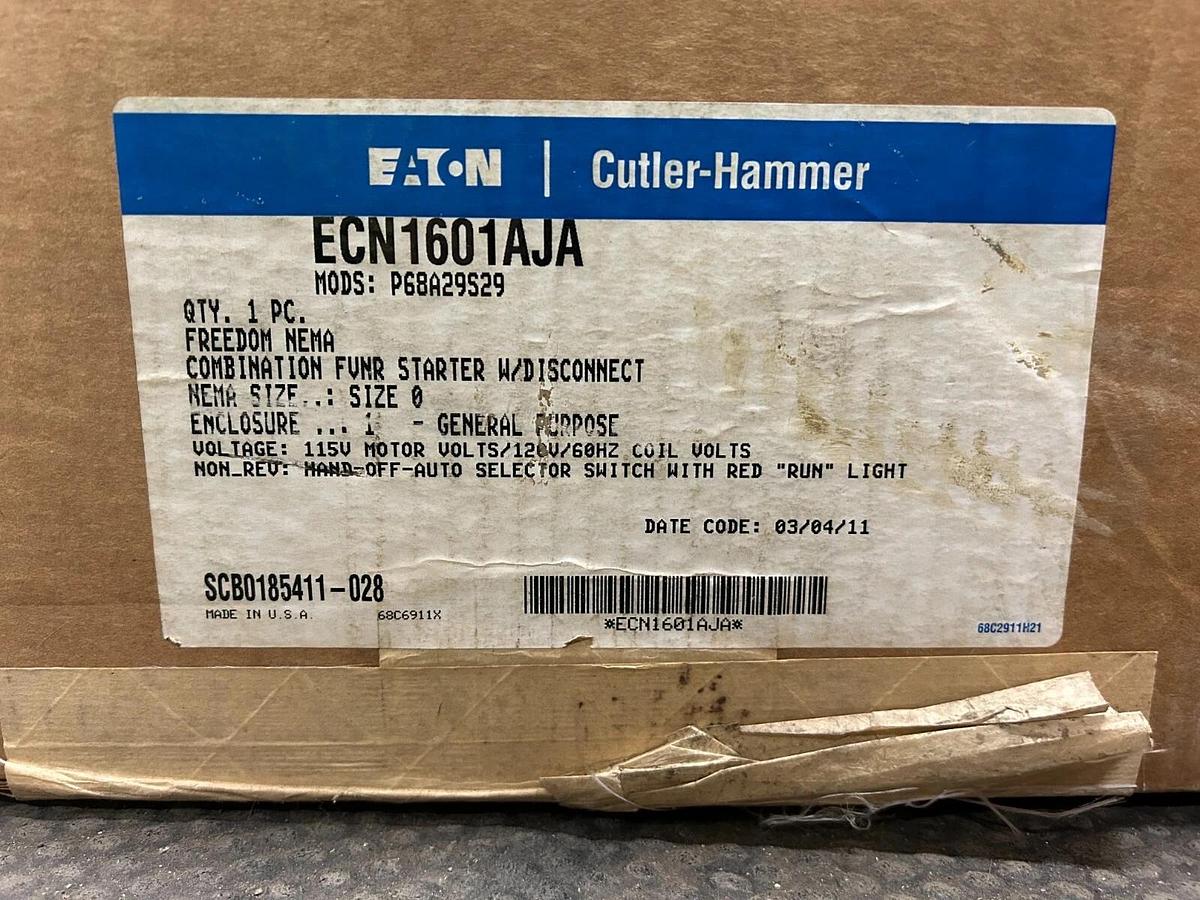 EATON | Cutler-Hammer
ECN1601AJA
MODS: P68A29S29
QTY. 1 PC.
FREEDOM NEMA
COMBINATION FVNR STARTER W/DISCONNECT
NEMA SIZE..: SIZE 0
ENCLOSURE ... 1 - GENERAL PURPOSE
VOLTAGE: 115V MOTOR VOLTS/120V/60HZ COIL VOLTS
NON_REV: HAND-OFF-AUTO SELECTOR SWITCH WITH RED "RUN" LIGHT
DATE CODE: 03/04/11
SCB0185411-028
MADE IN U.S.A. 68C6911X
*ECN1601AJA*
68C2911H21